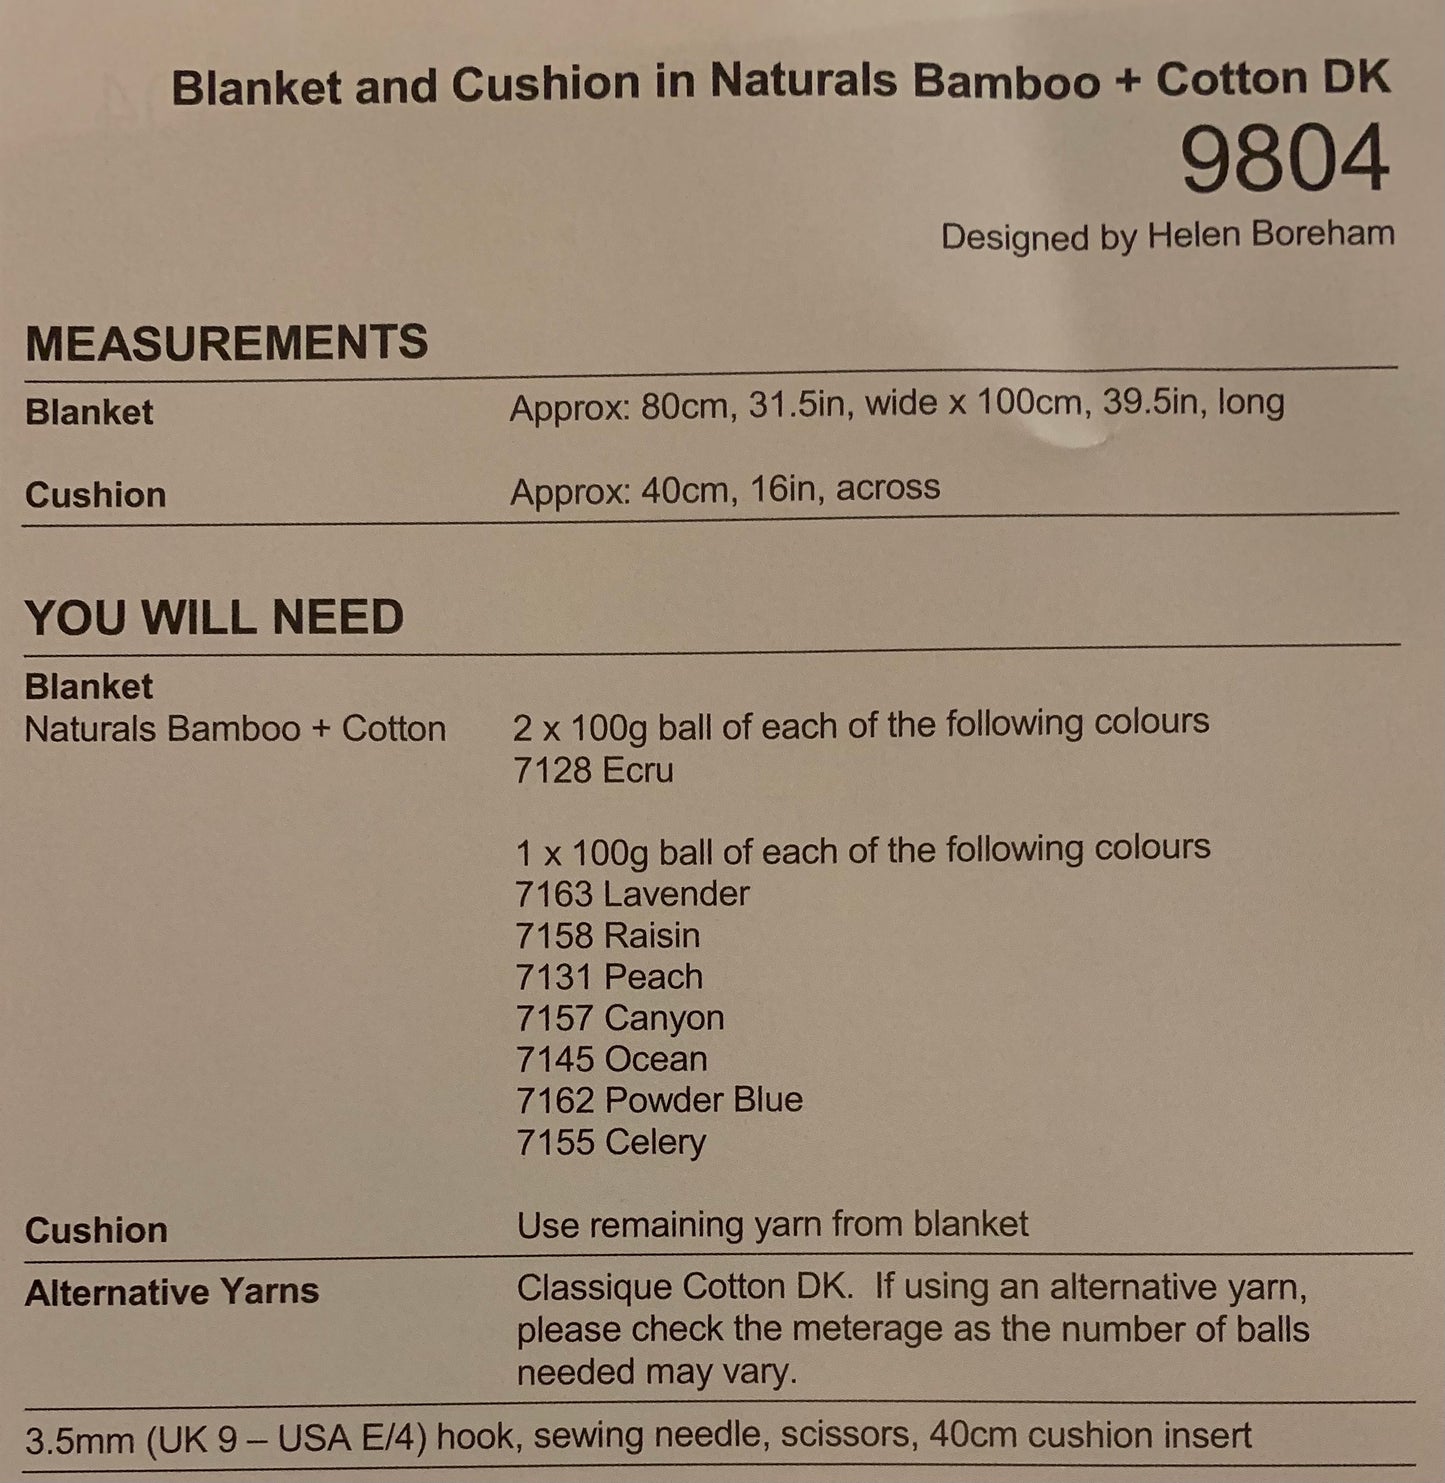 Blanket and Cushion in Naturals Bamboo + Cotton DK
9804
Designed by Helen Boreham
MEASUREMENTS
Blanket Approx: 80cm, 31.5in, wide x 100cm, 39.5in, long
Cushion Approx: 40cm, 16in, across
YOU WILL NEED
Blanket
Naturals Bamboo + Cotton 2 x 100g ball of each of the following colours
7128 Ecru
1 x 100g ball of each of the following colours
7163 Lavender
7158 Raisin
7131 Peach
7157 Canyon
7145 Ocean
7162 Powder Blue
7155 Celery
Cushion Use remaining yarn from blanket
Alternative Yarns Classique Cotton DK.  If using an alternative yarn,
please check the meterage as the number of balls
needed may vary.
3.5mm (UK 9 – USA E/4) hook, sewing needle, scissors, 40cm cushion insert